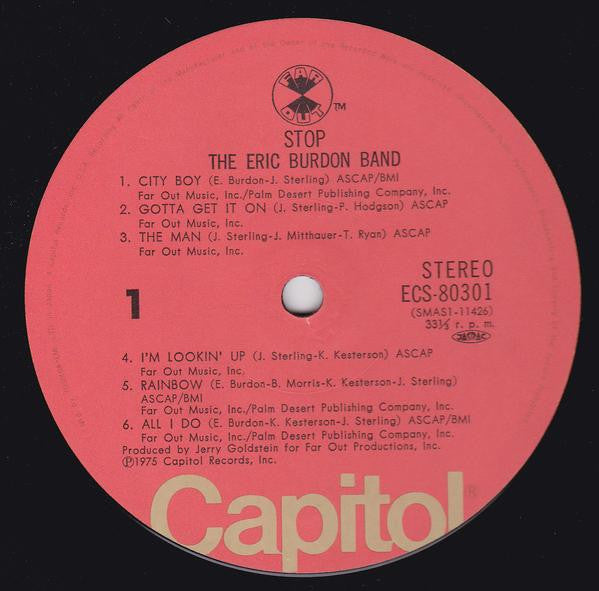 FAR
OUT
TM
STOP
THE ERIC BURDON BAND
1. CITY BOY (E. Burdon-J. Sterling) ASCAP/BMI
Far Out Music, Inc./Palm Desert Publishing Company, Inc.
2. GOTTA GET IT ON (J. Sterling-P. Hodgson) ASCAP
Far Out Music, Inc.
3. THE MAN (J. Sterling-J. Mitthauer-T. Ryan) ASCAP
Far Out Music, Inc.
1
STEREO
ECS-80301
(SMAS1-11426)
33⅓ r. p. m.
JASRAC
4. I'M LOOKIN' UP (J. Sterling-K. Kesterson) ASCAP
Far Out Music, Inc.
5. RAINBOW (E. Burdon-B. Morris-K. Kesterson-J. Sterling)
ASCAP/BMI
Far Out Music, Inc./Palm Desert Publishing Company, Inc.
6. ALL I DO (E. Burdon-K. Kesterson-J. Sterling) ASCAP/BMI
Far Out Music, Inc./Palm Desert Publishing Company, Inc.
Produced by Jerry Goldstein for Far Out Productions, Inc.
℗1975 Capitol Records, Inc.
Capitol®